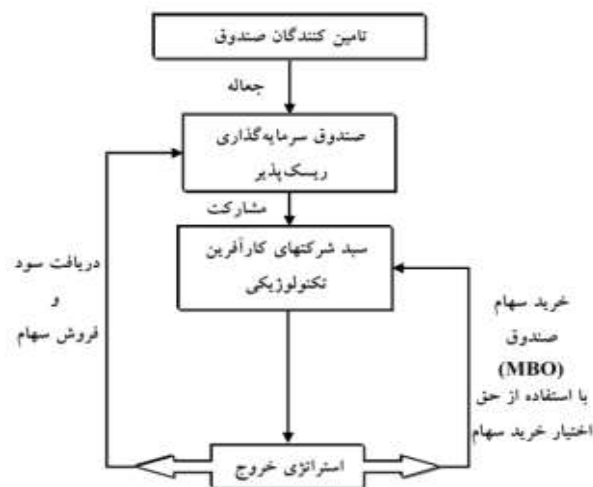 تامین کنندگان صندوق
جعاله
صندوق سرمایه‌گذاری
ریسک‌پذیر
مشارکت
سبد شرکتهای کارآفرین
تکنولوژیکی
دریافت سود
و
فروش سهام
خرید سهام
صندوق
(MBO)
با استفاده از حق
اختیار خرید سهام
استراتژی خروج